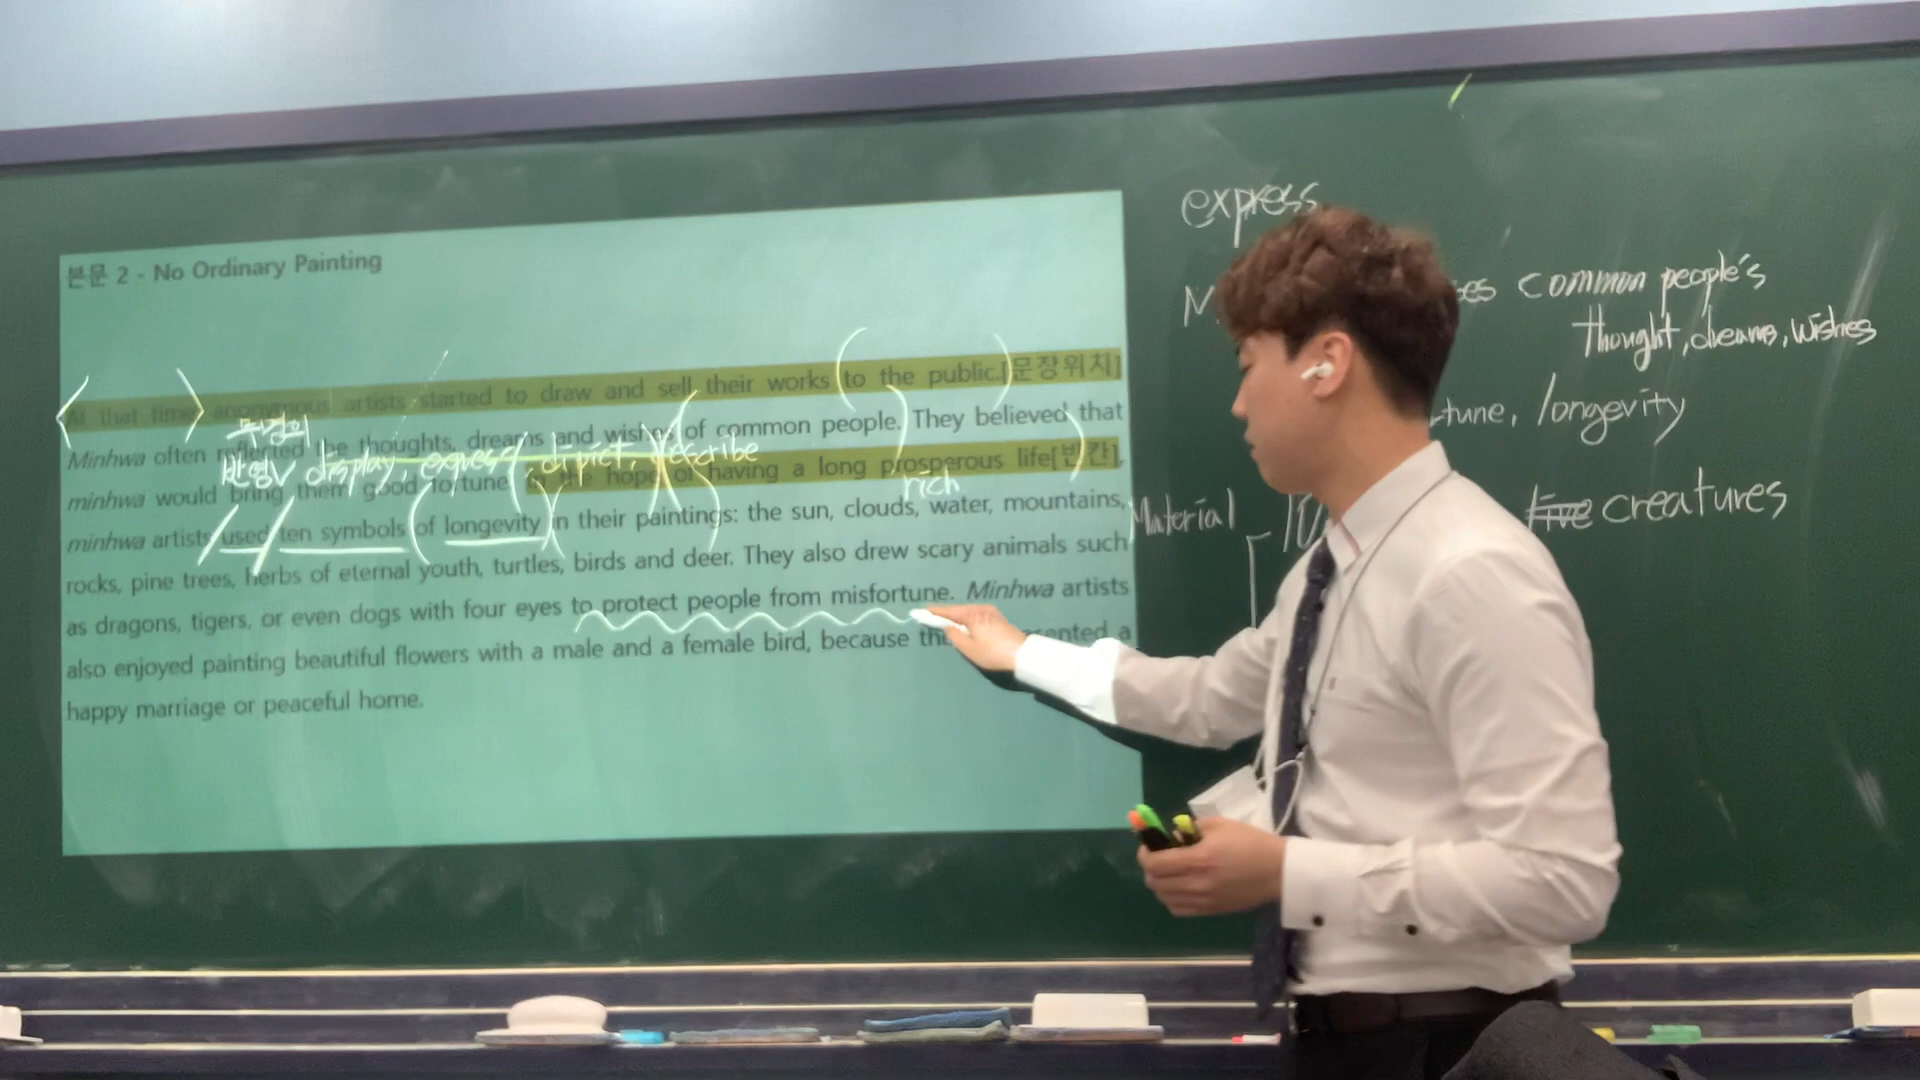 본문 2 - No Ordinary Painting
At that time anonymous artists started to draw and sell their works to the public.[문장위치]
Minhwa often reflected the thoughts, dreams and wishes of common people. They believed that
display, express, depict, describe
minhwa would bring them good fortune in the hope of having a long prosperous life[빈칸],
rich
minhwa artists used ten symbols of longevity in their paintings: the sun, clouds, water, mountains,
rocks, pine trees, herbs of eternal youth, turtles, birds and deer. They also drew scary animals such
as dragons, tigers, or even dogs with four eyes to protect people from misfortune. Minhwa artists
also enjoyed painting beautiful flowers with a male and a female bird, because a
happy marriage or peaceful home.
express
common people's
thought, dreams, wishes
longevity
Material
creatures